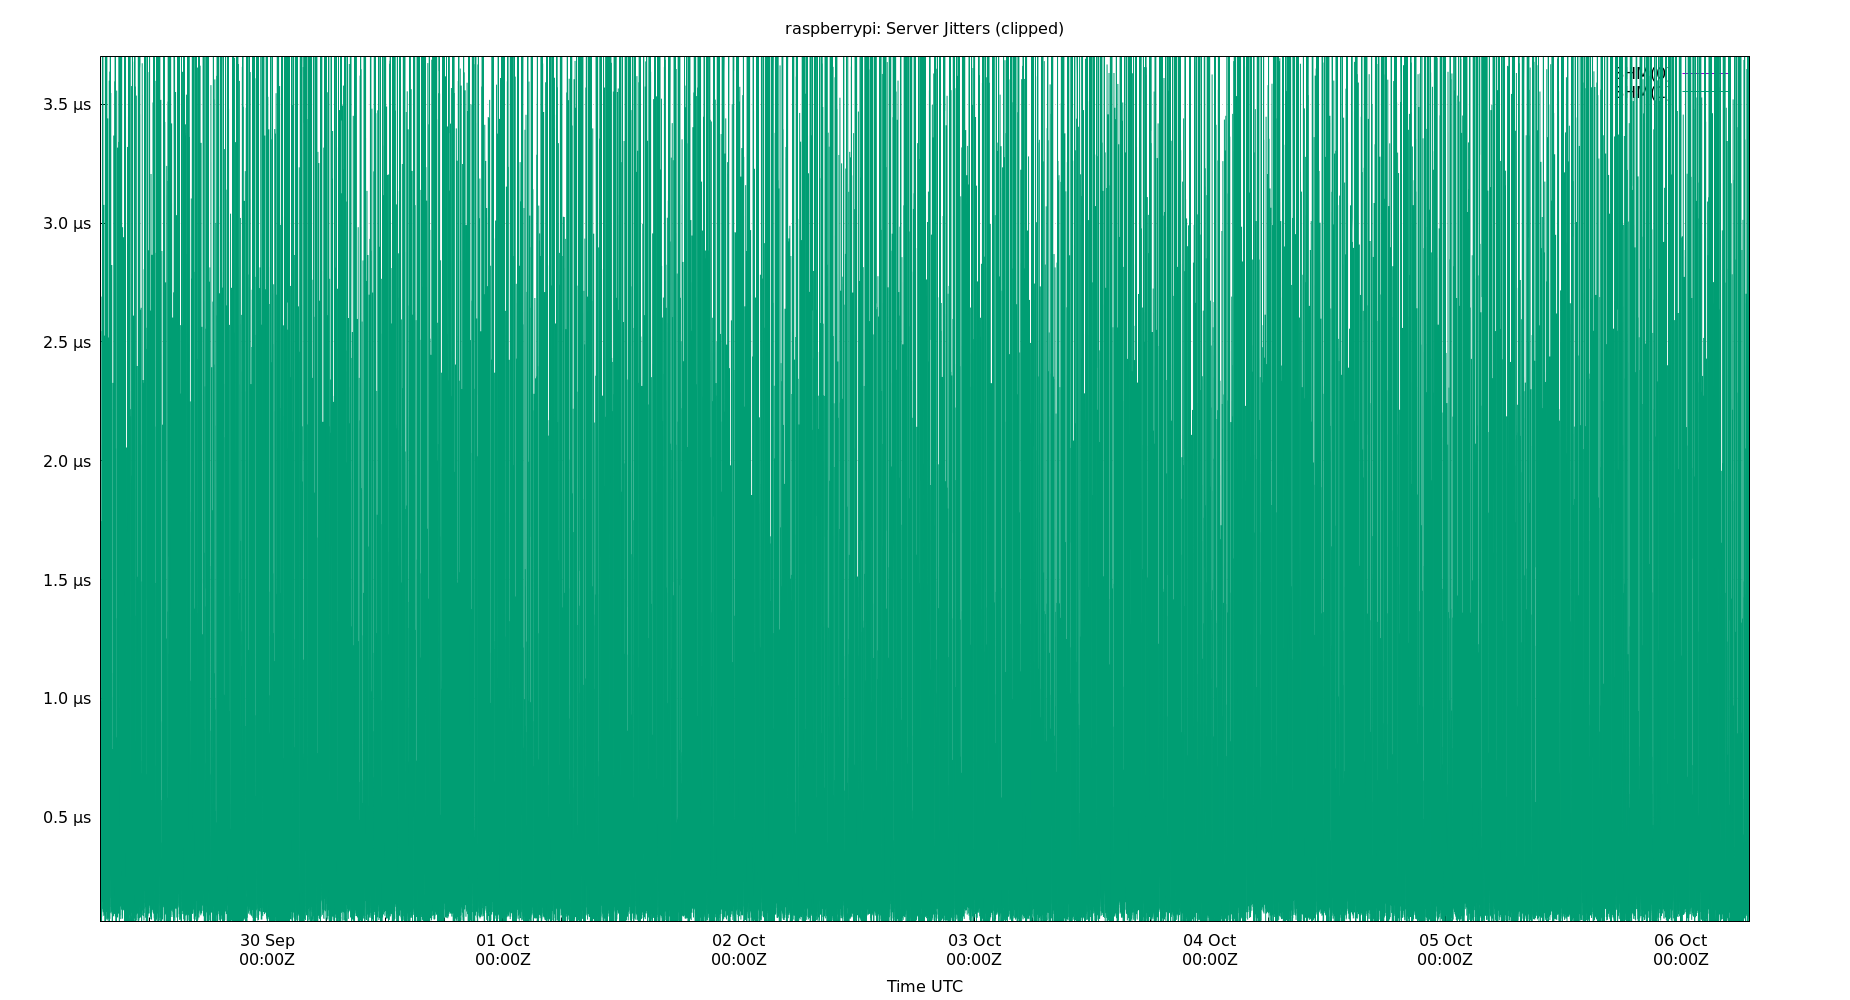 raspberrypi: Server Jitters (clipped)
3.5 µs
3.0 µs
2.5 µs
2.0 µs
1.5 µs
1.0 µs
0.5 µs
30 Sep 01 Oct 02 Oct 03 Oct 04 Oct 05 Oct 06 Oct
00:00Z 00:00Z 00:00Z 00:00Z 00:00Z 00:00Z 00:00Z
Time UTC